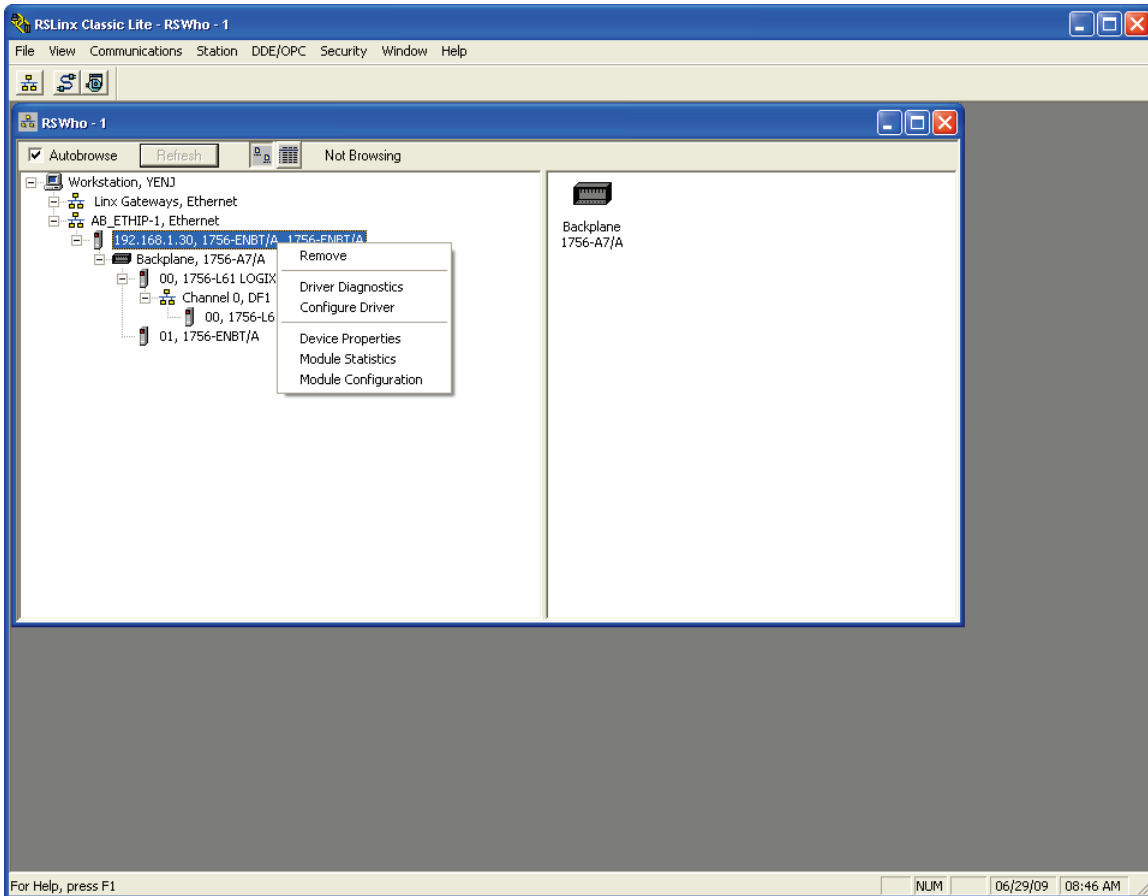 RSLinx Classic Lite - RSWho - 1
File View Communications Station DDE/OPC Security Window Help
RSWho - 1
Autobrowse Refresh Not Browsing
Workstation, YENJ
Linx Gateways, Ethernet
AB_ETHIP-1, Ethernet
192.168.1.30, 1756-ENBT/A, 1756-ENBT/A
Backplane, 1756-A7/A
00, 1756-L61 LOGIX
Channel 0, DF1
00, 1756-L6
01, 1756-ENBT/A
Remove
Driver Diagnostics
Configure Driver
Device Properties
Module Statistics
Module Configuration
Backplane
1756-A7/A
For Help, press F1
NUM 06/29/09 08:46 AM